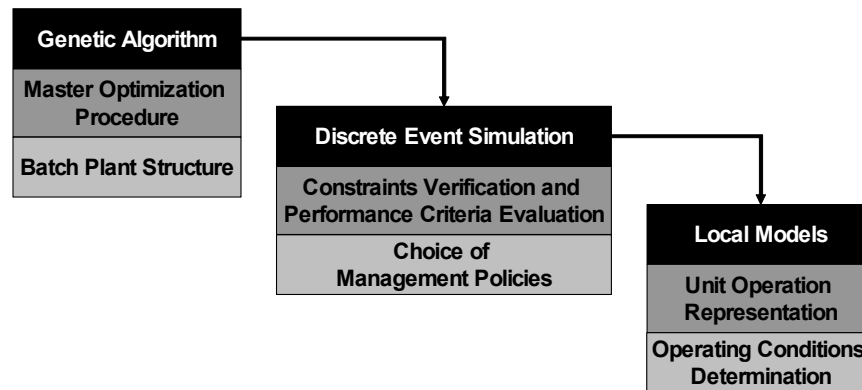 Genetic Algorithm
Master Optimization
Procedure
Batch Plant Structure
Discrete Event Simulation
Constraints Verification and
Performance Criteria Evaluation
Choice of
Management Policies
Local Models
Unit Operation
Representation
Operating Conditions
Determination